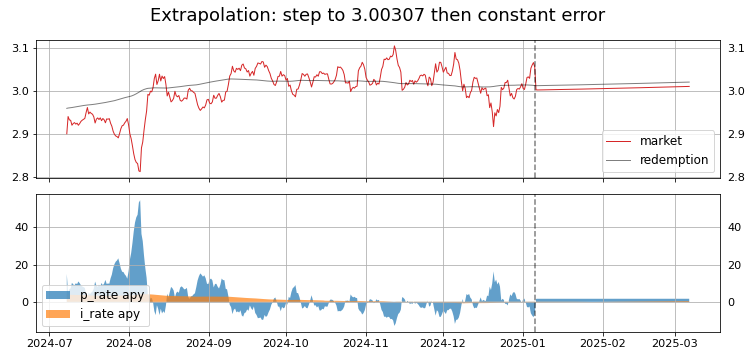 Extrapolation: step to 3.00307 then constant error
3.1 3.1
3.0 3.0
2.9 2.9
2.8 2.8
market
redemption
40 40
20 20
0 0
p_rate apy
i_rate apy
2024-07 2024-08 2024-09 2024-10 2024-11 2024-12 2025-01 2025-02 2025-03